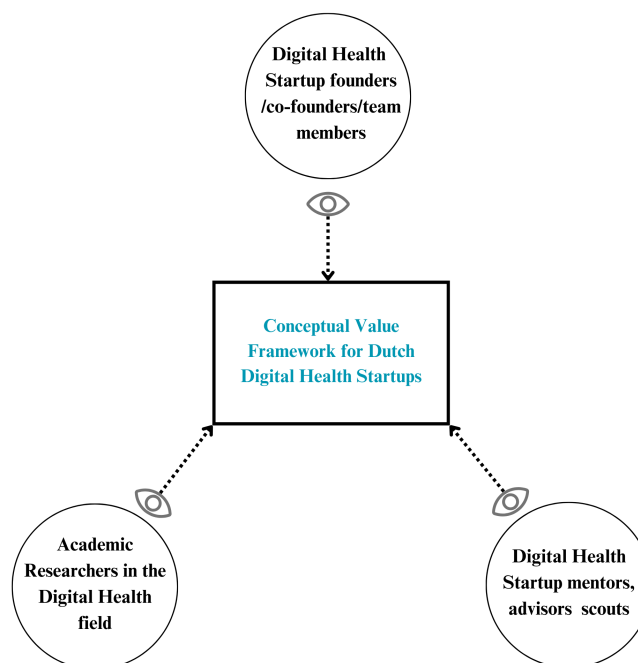 Digital Health
Startup founders
/co-founders/team
members
Conceptual Value
Framework for Dutch
Digital Health Startups
Academic
Researchers in the
Digital Health
field
Digital Health
Startup mentors,
advisors scouts